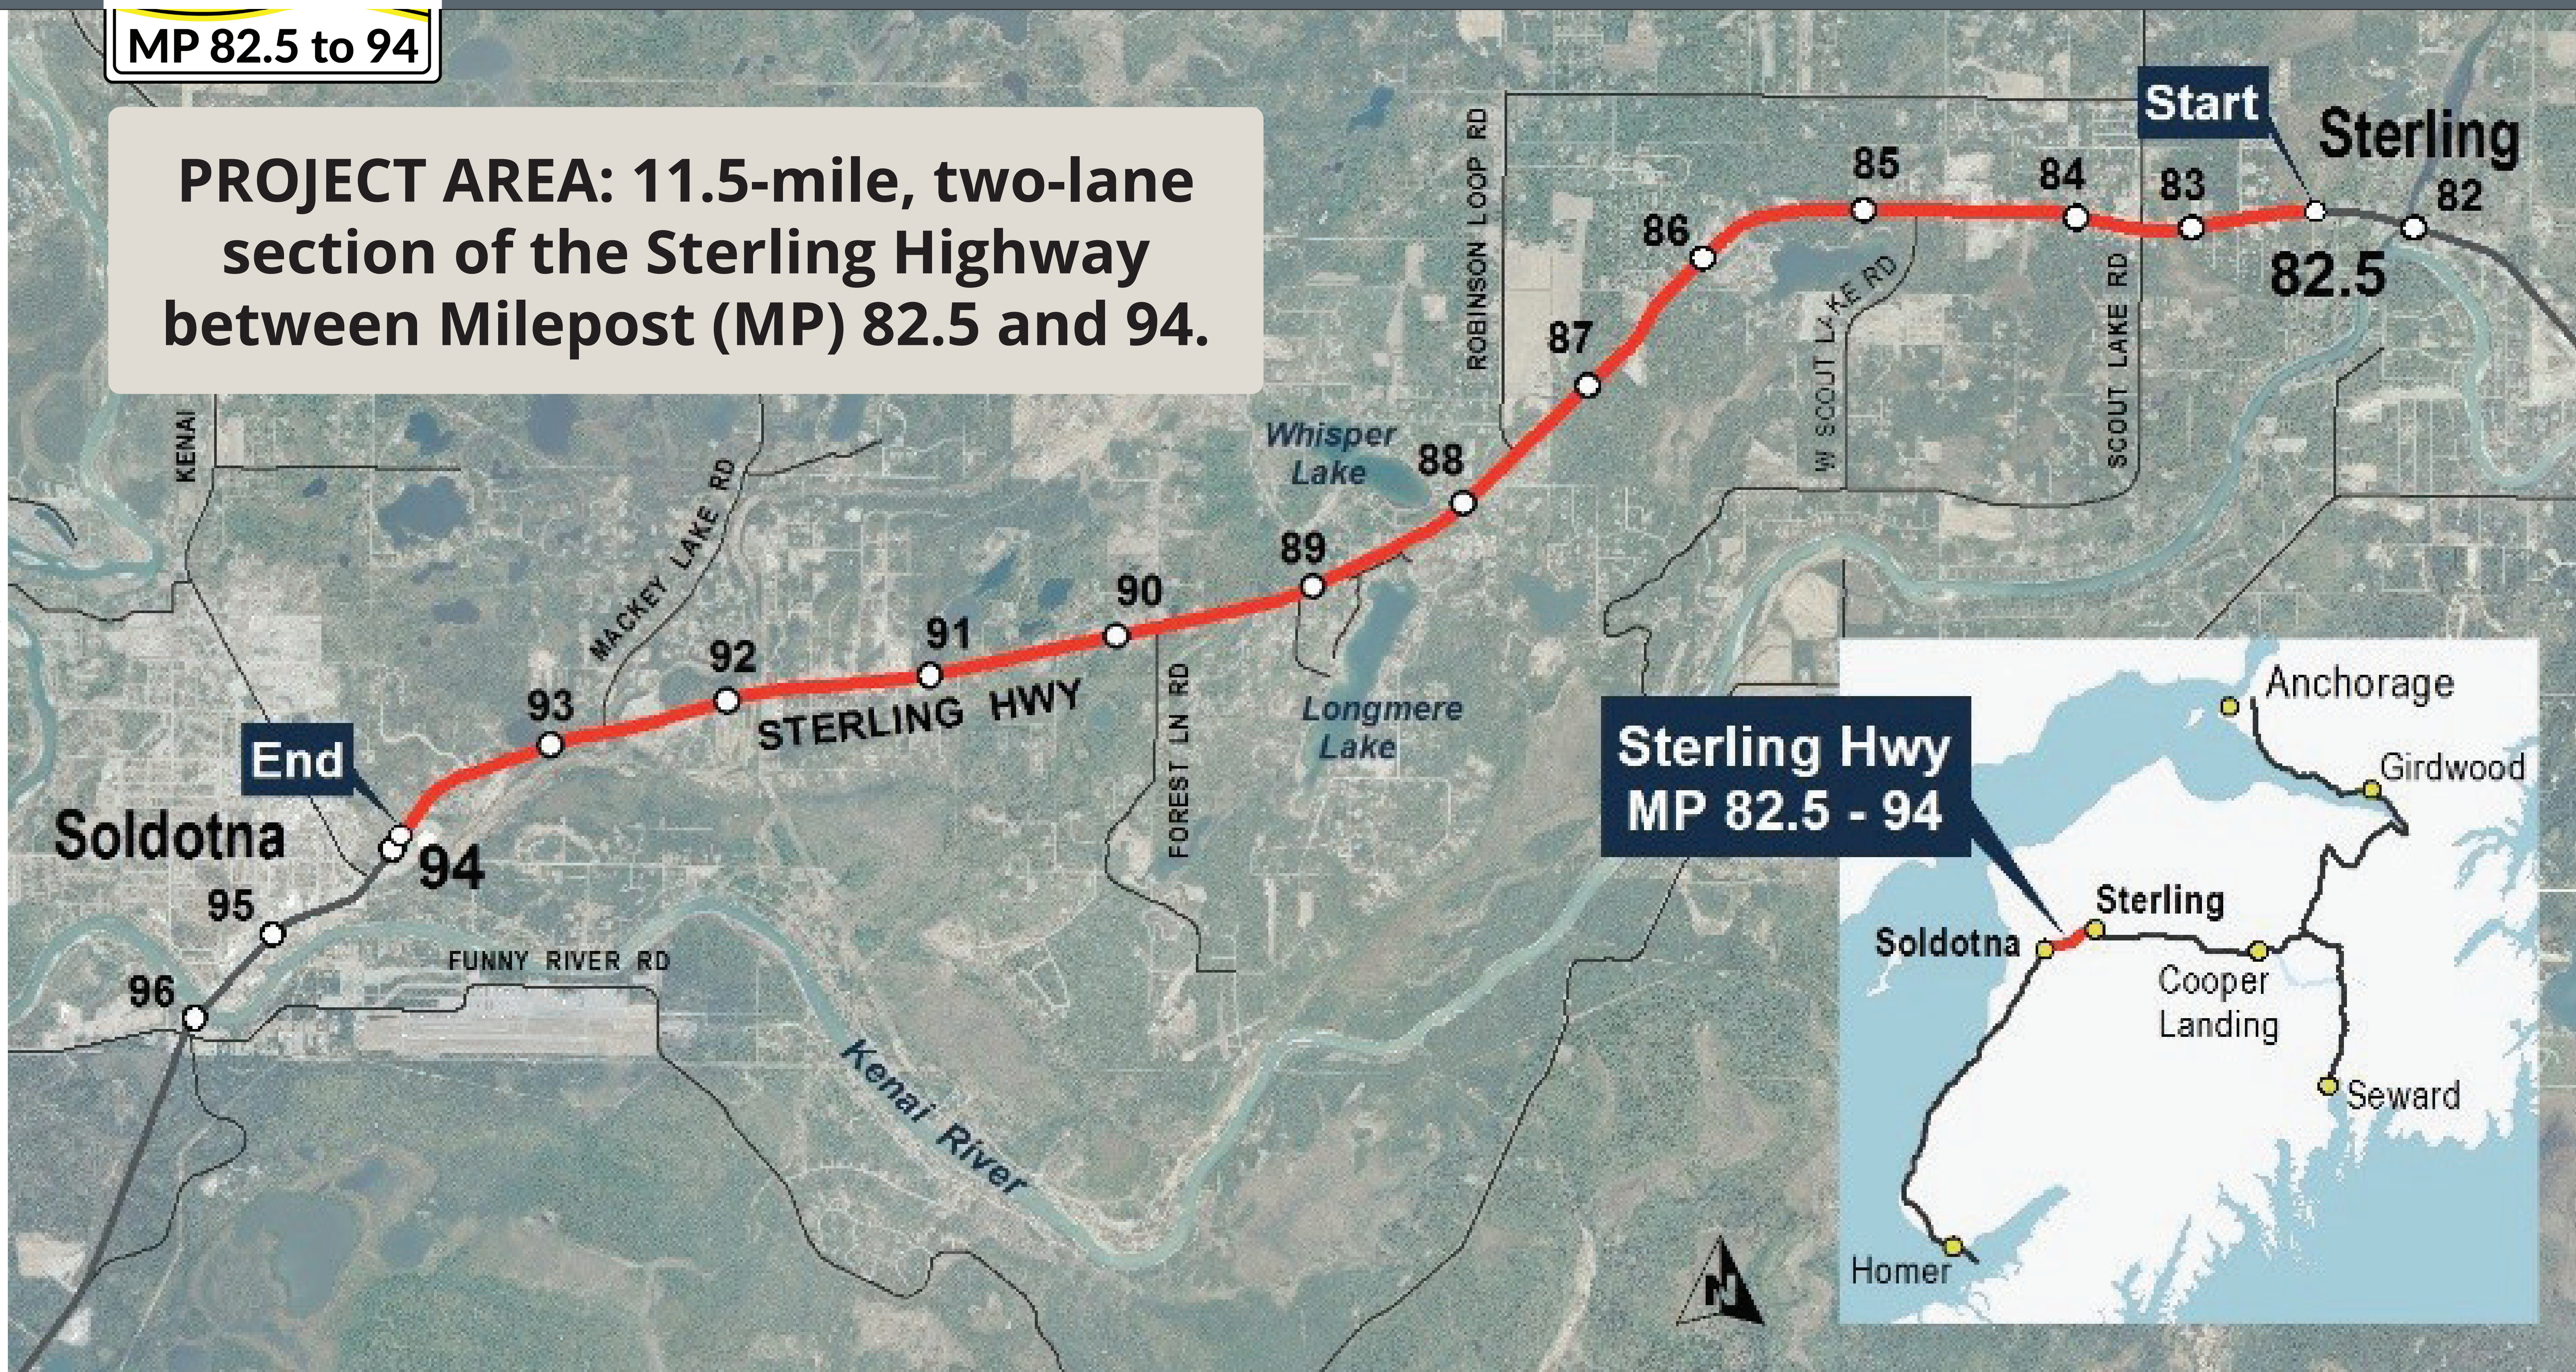 MP 82.5 to 94
PROJECT AREA: 11.5-mile, two-lane
section of the Sterling Highway
between Milepost (MP) 82.5 and 94.
Start
Sterling
82
82.5
83
84
85
86
87
88
89
90
91
92
93
End
Soldotna
94
95
96
ROBINSON LOOP RD
W SCOUT LAKE RD
SCOUT LAKE RD
KENAI
MACKEY LAKE RD
Whisper
Lake
STERLING HWY
FOREST LN RD
Longmere
Lake
FUNNY RIVER RD
Kenai River
N
Sterling Hwy
MP 82.5 - 94
Anchorage
Girdwood
Sterling
Soldotna
Cooper
Landing
Seward
Homer